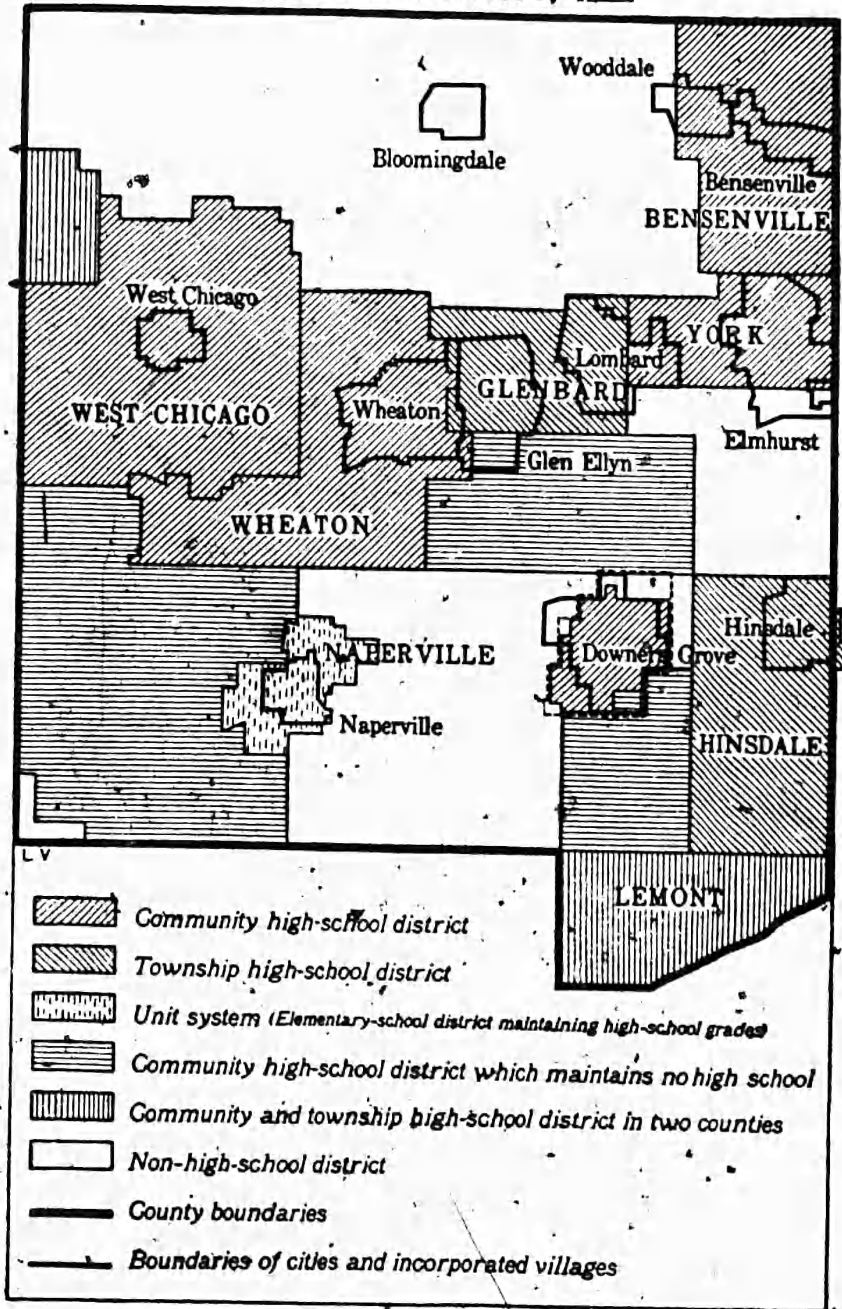 Wooddale
Bloomingdale
Bensenville
BENSENVILLE
West Chicago
YORK
Lombard
GLENBARD
WEST CHICAGO
Wheaton
Elmhurst
Glen Ellyn
WHEATON
Hinsdale
NAPERVILLE
Downers Grove
Naperville
HINSDALE
L V
LEMONT
Community high-school district
Township high-school district
Unit system (Elementary-school district maintaining high-school grades)
Community high-school district which maintains no high school
Community and township high-school district in two counties
Non-high-school district
County boundaries
Boundaries of cities and incorporated villages